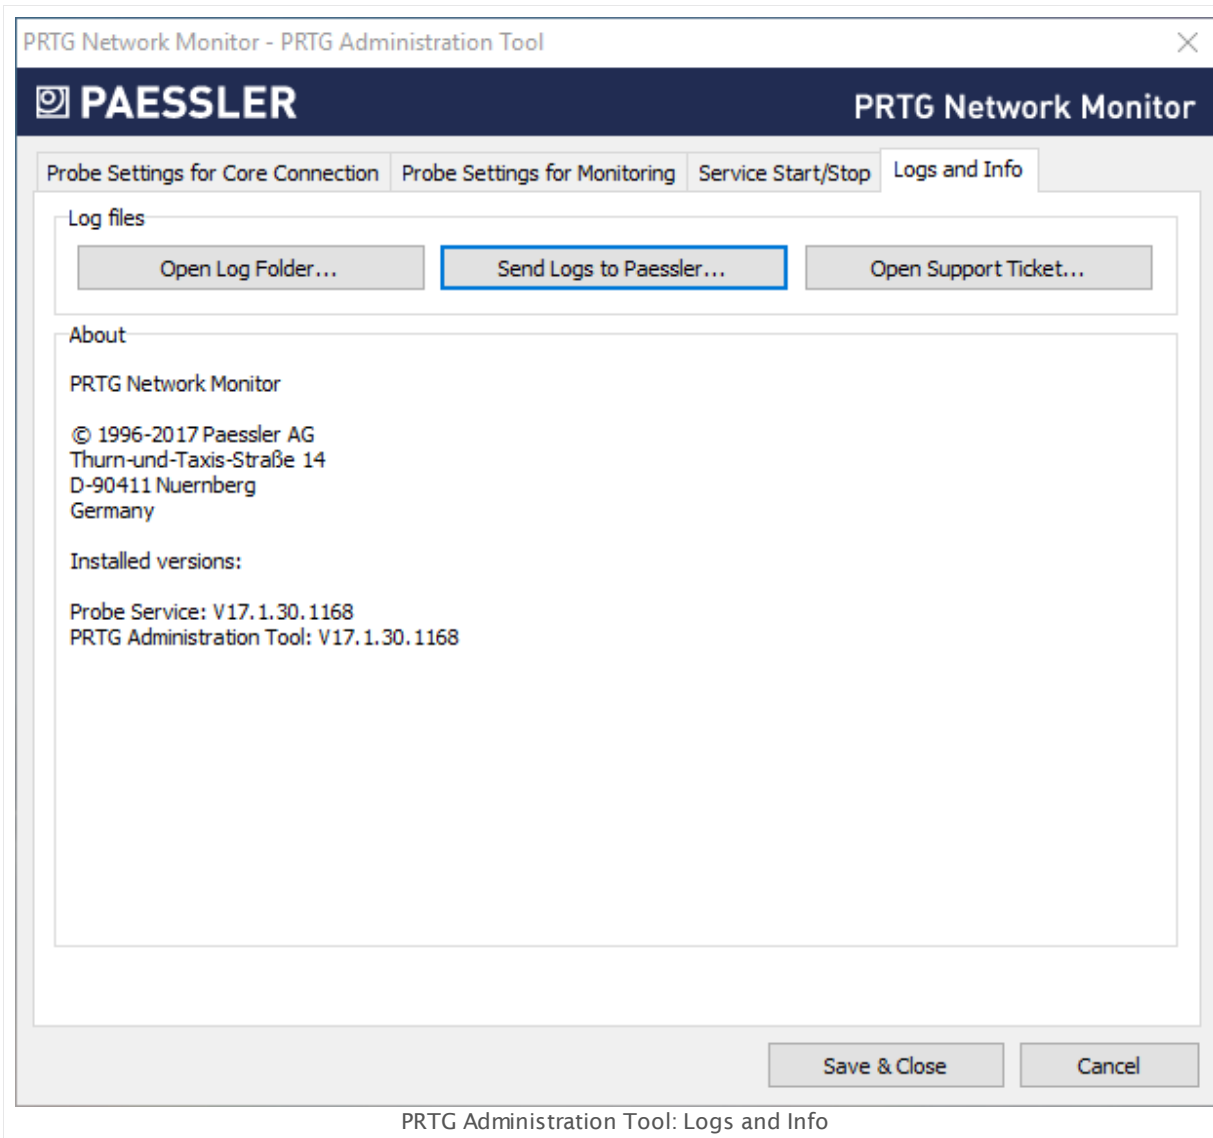 PRTG Network Monitor - PRTG Administration Tool
PAESSLER
PRTG Network Monitor
Probe Settings for Core Connection
Probe Settings for Monitoring
Service Start/Stop
Logs and Info
Log files
Open Log Folder...
Send Logs to Paessler...
Open Support Ticket...
About
PRTG Network Monitor
© 1996-2017 Paessler AG
Thurn-und-Taxis-Straße 14
D-90411 Nuernberg
Germany
Installed versions:
Probe Service: V17.1.30.1168
PRTG Administration Tool: V17.1.30.1168
Save & Close
Cancel
PRTG Administration Tool: Logs and Info